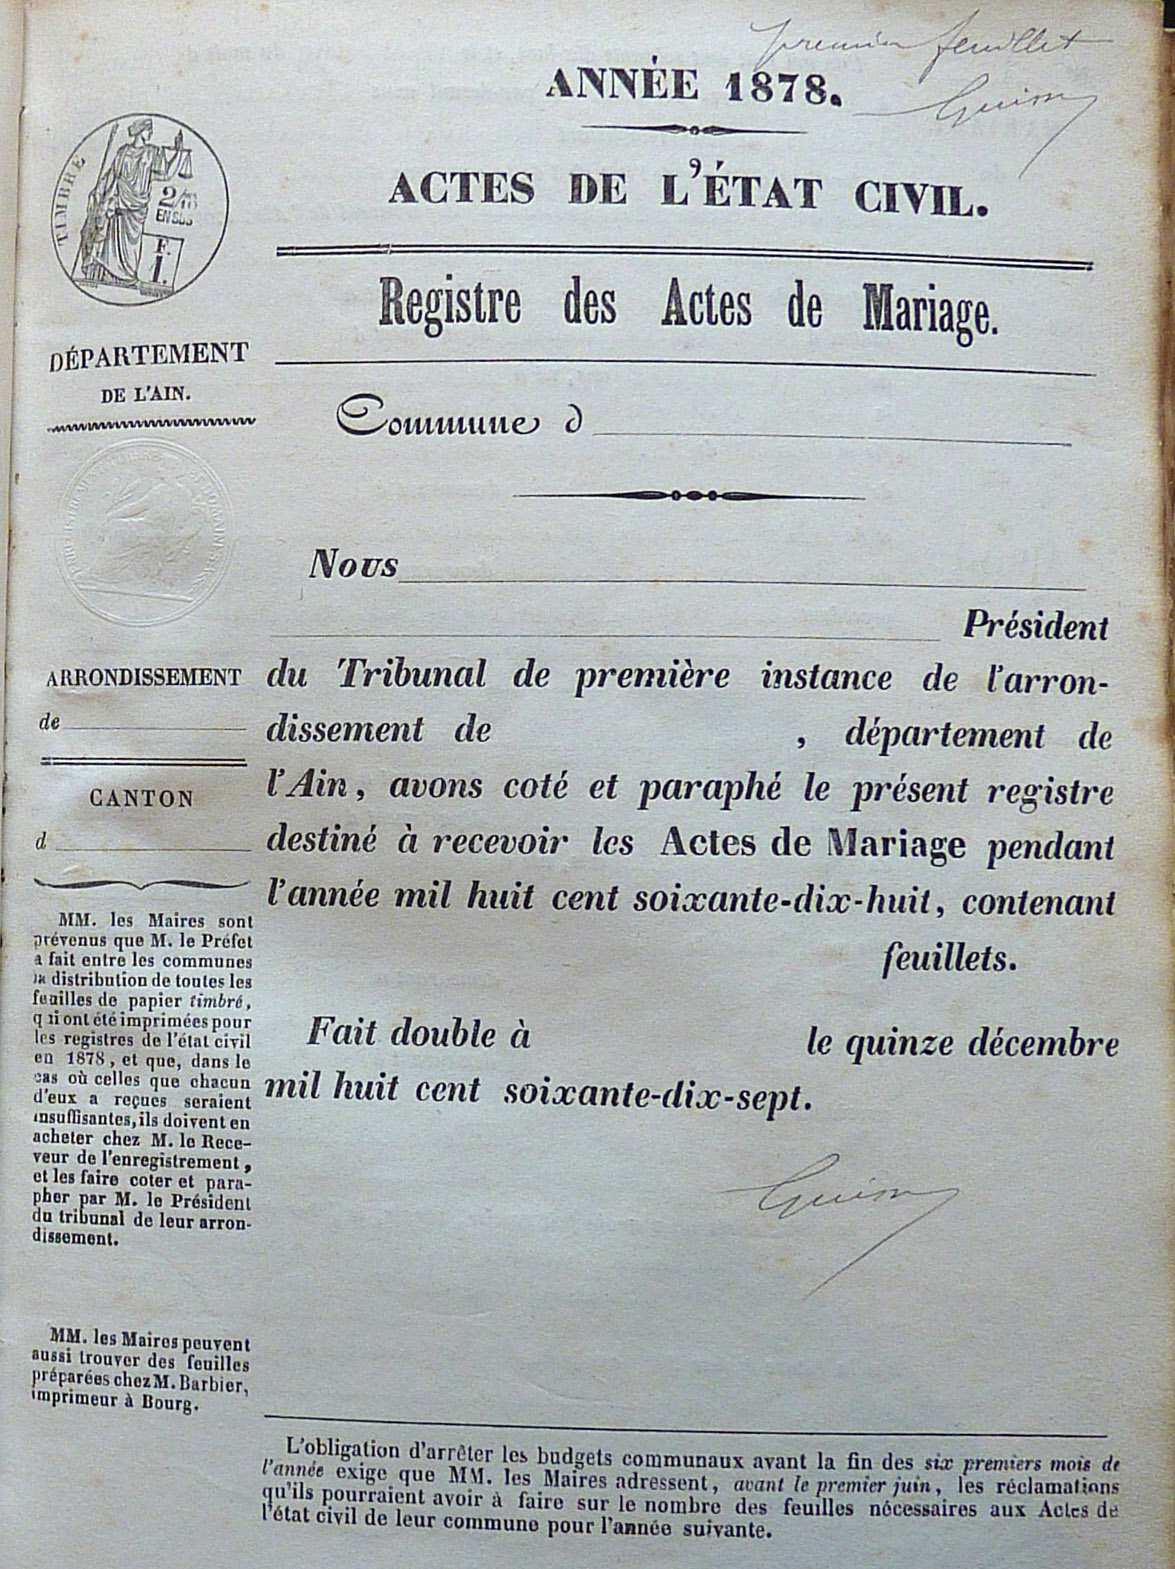 premier feuillet
ANNÉE 1878.
ACTES DE L'ÉTAT CIVIL.
TIMBRE
2/10
EN SUS
F.
1.
Registre des Actes de Mariage.
DÉPARTEMENT
DE L'AIN.
Commune d
Nous
Président
ARRONDISSEMENT
de
CANTON
d
du Tribunal de première instance de l'arron-
dissement de , département de
l'Ain, avons coté et paraphé le présent registre
destiné à recevoir les Actes de Mariage pendant
l'année mil huit cent soixante-dix-huit, contenant
feuillets.
Fait double à le quinze décembre
mil huit cent soixante-dix-sept.
MM. les Maires sont
prévenus que M. le Préfet
a fait entre les communes
la distribution de toutes les
feuilles de papier timbré,
qui ont été imprimées pour
les registres de l'état civil
en 1878, et que, dans le
cas où celles que chacun
d'eux a reçues seraient
insuffisantes, ils doivent en
acheter chez M. le Rece-
veur de l'enregistrement,
et les faire coter et para-
pher par M. le Président
du tribunal de leur arron-
dissement.
MM. les Maires peuvent
aussi trouver des feuilles
préparées chez M. Barbier,
imprimeur à Bourg.
L'obligation d'arrêter les budgets communaux avant la fin des six premiers mois de
l'année exige que MM. les Maires adressent, avant le premier juin, les réclamations
qu'ils pourraient avoir à faire sur le nombre des feuilles nécessaires aux Actes de
l'état civil de leur commune pour l'année suivante.